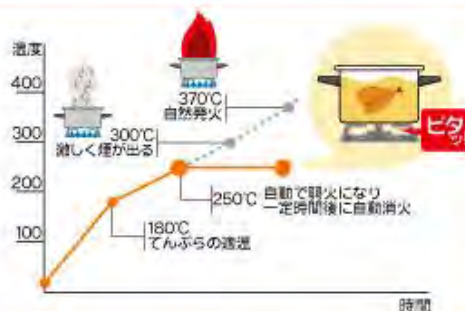 温度
400
300
200
100
370℃
自然発火
300℃
激しく煙が出る
250℃ 自動で弱火になり
一定時間後に自動消火
180℃
てんぷらの適温
ピタッ
時間